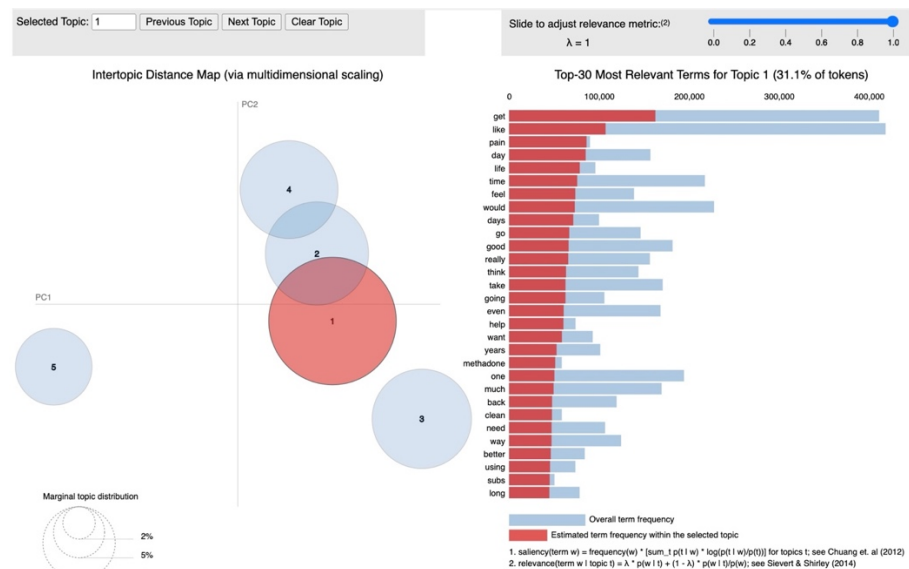 Selected Topic: 1 Previous Topic Next Topic Clear Topic
Slide to adjust relevance metric:(2)
λ = 1
0.0 0.2 0.4 0.6 0.8 1.0
Intertopic Distance Map (via multidimensional scaling)
PC2
PC1
4
2
1
5
3
Marginal topic distribution
2%
5%
Top-30 Most Relevant Terms for Topic 1 (31.1% of tokens)
0 100,000 200,000 300,000 400,000
get
like
pain
day
life
time
feel
would
days
go
good
really
think
take
going
even
help
want
years
methadone
one
much
back
clean
need
way
better
using
subs
long
Overall term frequency
Estimated term frequency within the selected topic
1. saliency(term w) = frequency(w) * [sum_t p(t l w) * log(p(t l w)/p(t))] for topics t; see Chuang et. al (2012)
2. relevance(term w l topic t) = λ * p(w l t) + (1 - λ) * p(w l t)/p(w); see Sievert & Shirley (2014)